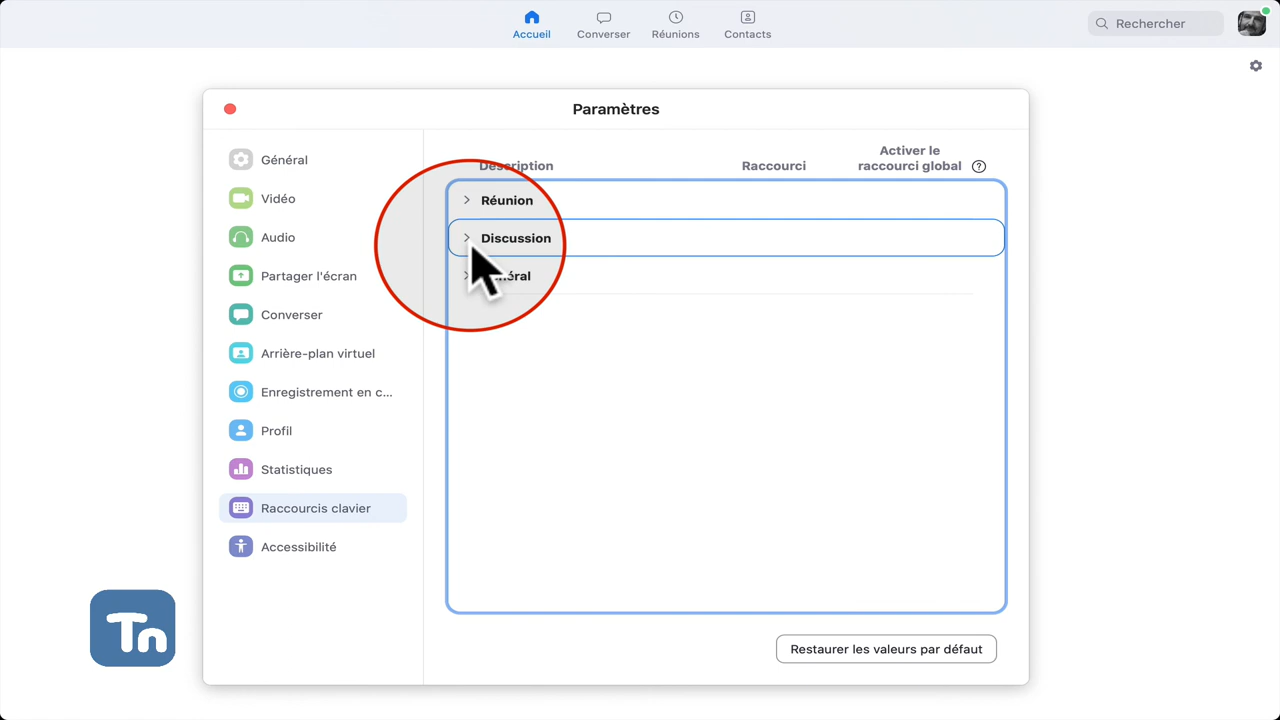 Accueil
Converser
Réunions
Contacts
Rechercher
Paramètres
Général
Vidéo
Audio
Partager l'écran
Converser
Arrière-plan virtuel
Enregistrement en c...
Profil
Statistiques
Raccourcis clavier
Accessibilité
Description
Raccourci
Activer le
raccourci global ?
Réunion
Discussion
Restaurer les valeurs par défaut
Tn